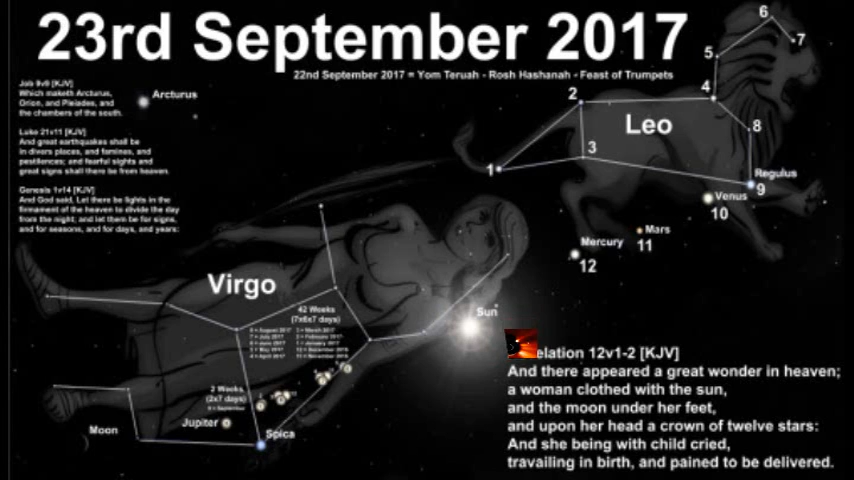 23rd September 2017
22nd September 2017 = Yom Teruah - Rosh Hashanah - Feast of Trumpets
Job 9v9 [KJV]
Which maketh Arcturus,
Orion, and Pleiades, and
the chambers of the south.
Arcturus
Luke 21v11 [KJV]
And great earthquakes shall be
in divers places, and famines, and
pestilences; and fearful sights and
great signs shall there be from heaven.
Genesis 1v14 [KJV]
And God said, Let there be lights in the
firmament of the heaven to divide the day
from the night; and let them be for signs,
and for seasons, and for days, and years:
6
7
5
4
2
Leo
8
3
1
Regulus
9
Venus
10
Mars
11
Mercury
12
Virgo
Sun
42 Weeks
(7x6x7 days)
2 Weeks
(2x7 days)
9 = September
Jupiter
Spica
Moon
elation 12v1-2 [KJV]
And there appeared a great wonder in heaven;
a woman clothed with the sun,
and the moon under her feet,
and upon her head a crown of twelve stars:
And she being with child cried,
travailing in birth, and pained to be delivered.